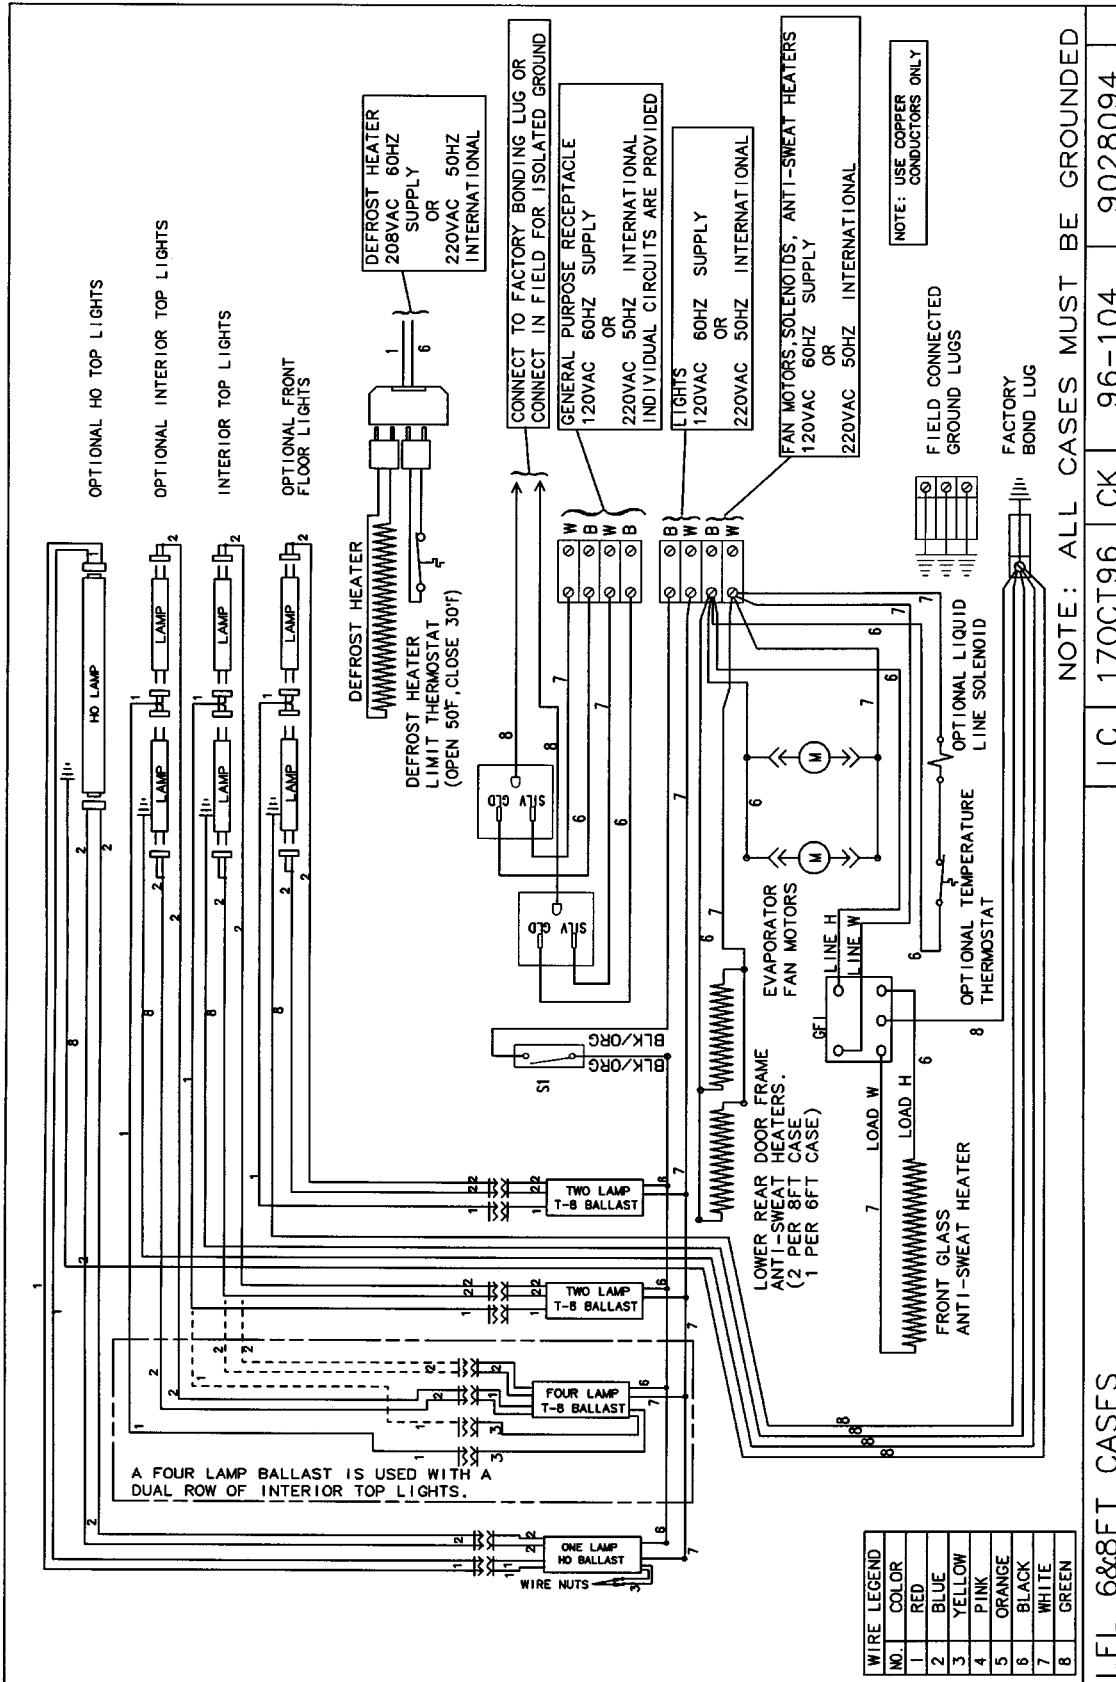 OPTIONAL HO TOP LIGHTS
OPTIONAL INTERIOR TOP LIGHTS
INTERIOR TOP LIGHTS
OPTIONAL FRONT
FLOOR LIGHTS
HO LAMP
LAMP
LAMP
LAMP
LAMP
LAMP
LAMP
DEFROST HEATER
208VAC 60HZ
SUPPLY
OR
220VAC 50HZ
INTERNATIONAL
DEFROST HEATER
DEFROST HEATER
LIMIT THERMOSTAT
(OPEN 50°F, CLOSE 30°F)
CONNECT TO FACTORY BONDING LUG OR
CONNECT IN FIELD FOR ISOLATED GROUND
GENERAL PURPOSE RECEPTACLE
120VAC 60HZ SUPPLY
OR
220VAC 50HZ INTERNATIONAL
INDIVIDUAL CIRCUITS ARE PROVIDED
LIGHTS
120VAC 60HZ SUPPLY
OR
220VAC 50HZ INTERNATIONAL
FAN MOTORS, SOLENOIDS, ANTI-SWEAT HEATERS
120VAC 60HZ SUPPLY
OR
220VAC 50HZ INTERNATIONAL
NOTE: USE COPPER
CONDUCTORS ONLY
W
B
W
B
B
W
B
W
SILV GLD
SILV GLD
FIELD CONNECTED
GROUND LUGS
FACTORY
BOND LUG
S1
BLK/ORG
BLK/ORG
EVAPORATOR
FAN MOTORS
M
M
OPTIONAL LIQUID
LINE SOLENOID
OPTIONAL TEMPERATURE
THERMOSTAT
GFI
LINE H
LINE W
LOAD W
LOAD H
LOWER REAR DOOR FRAME
ANTI-SWEAT HEATERS.
(2 PER 8FT CASE
1 PER 6FT CASE)
FRONT GLASS
ANTI-SWEAT HEATER
TWO LAMP
T-8 BALLAST
TWO LAMP
T-8 BALLAST
FOUR LAMP
T-8 BALLAST
A FOUR LAMP BALLAST IS USED WITH A
DUAL ROW OF INTERIOR TOP LIGHTS.
ONE LAMP
HO BALLAST
WIRE NUTS
WIRE LEGEND
NO. COLOR
1 RED
2 BLUE
3 YELLOW
4 PINK
5 ORANGE
6 BLACK
7 WHITE
8 GREEN
NOTE: ALL CASES MUST BE GROUNDED
6&8FT CASES
17OCT96 CK 96-104 9028094